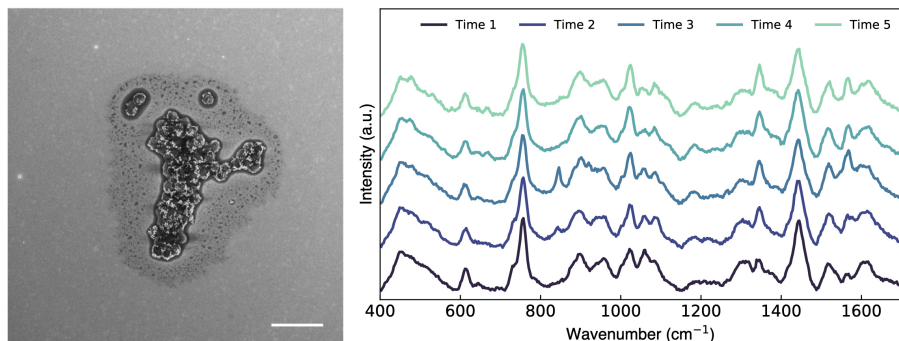 Time 1 Time 2 Time 3 Time 4 Time 5
Intensity (a.u.)
400 600 800 1000 1200 1400 1600
Wavenumber (cm⁻¹)